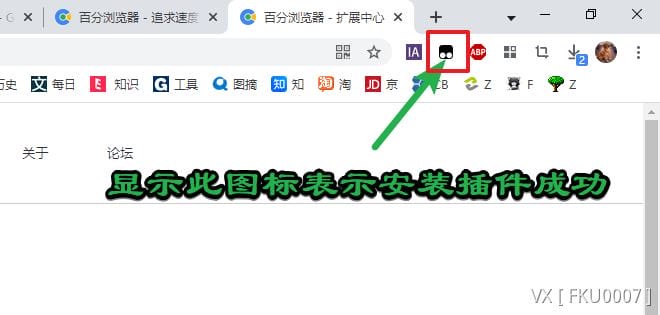 G
百分浏览器 - 追求速度
百分浏览器 - 扩展中心
IA
ABP
2
历史
文 每日
E 知识
G 工具
图摘
知 知
淘宝 淘
JD 京
CB
Z
F
Z
关于
论坛
显示此图标表示安装插件成功
VX [ FKU0007 ]